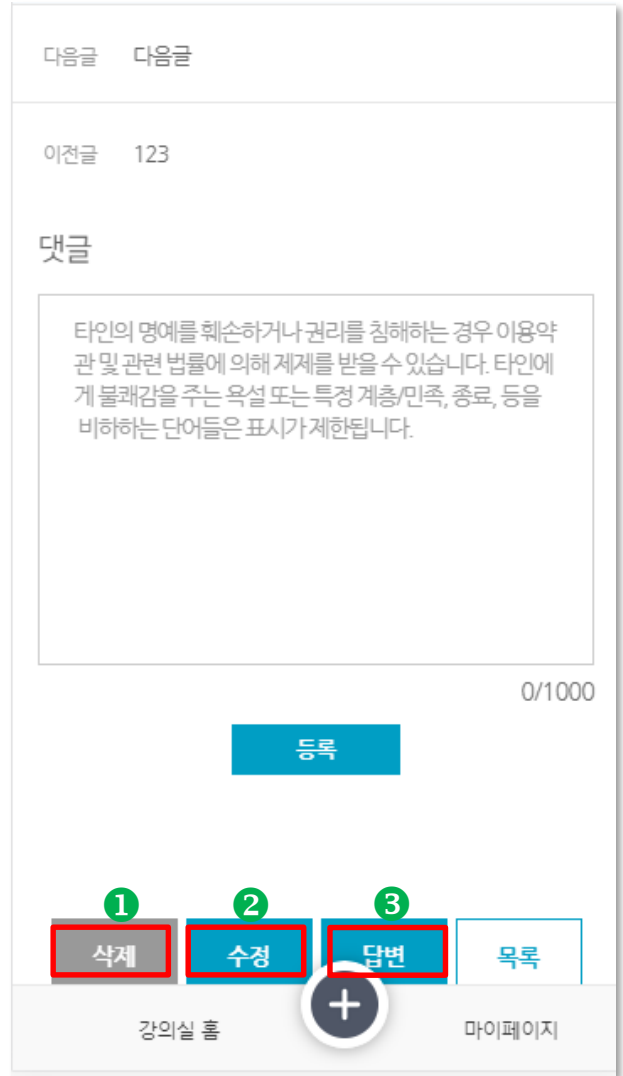 다음글 다음글
이전글 123
댓글
타인의 명예를 훼손하거나 권리를 침해하는 경우 이용약
관 및 관련 법률에 의해 제제를 받을 수 있습니다. 타인에
게 불쾌감을 주는 욕설 또는 특정 계층/민족, 종료, 등을
비하하는 단어들은 표시가 제한됩니다.
0/1000
등록
1 2 3
삭제 수정 답변 목록
+
강의실 홈 마이페이지